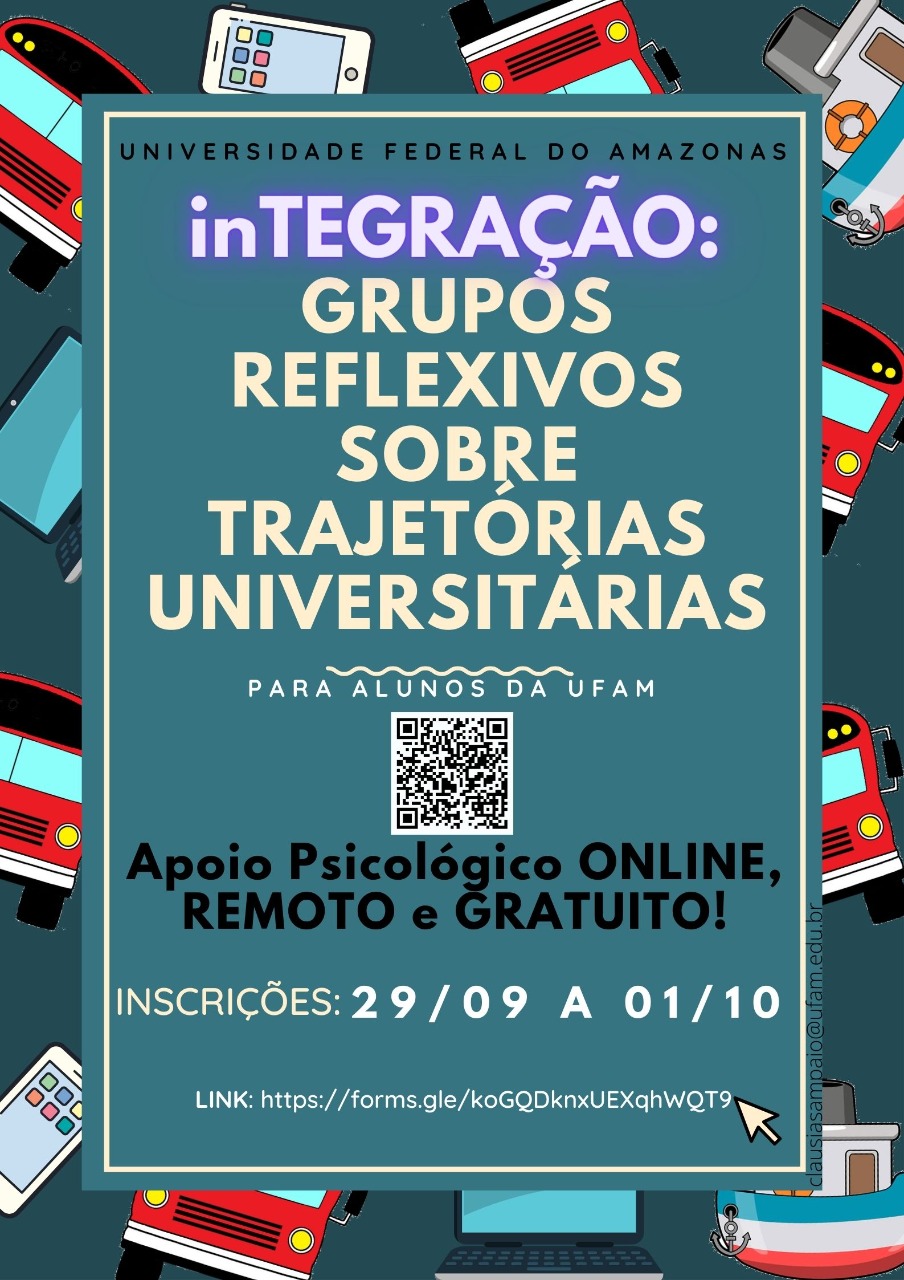 UNIVERSIDADE FEDERAL DO AMAZONAS
inTEGRAÇÃO:
GRUPOS
REFLEXIVOS
SOBRE
TRAJETÓRIAS
UNIVERSITÁRIAS
PARA ALUNOS DA UFAM
Apoio Psicológico ONLINE,
REMOTO e GRATUITO!
INSCRIÇÕES: 29/09 A 01/10
LINK: https://forms.gle/koGQDknxUEXqhWQT9
clausiasampaio@ufam.edu.br